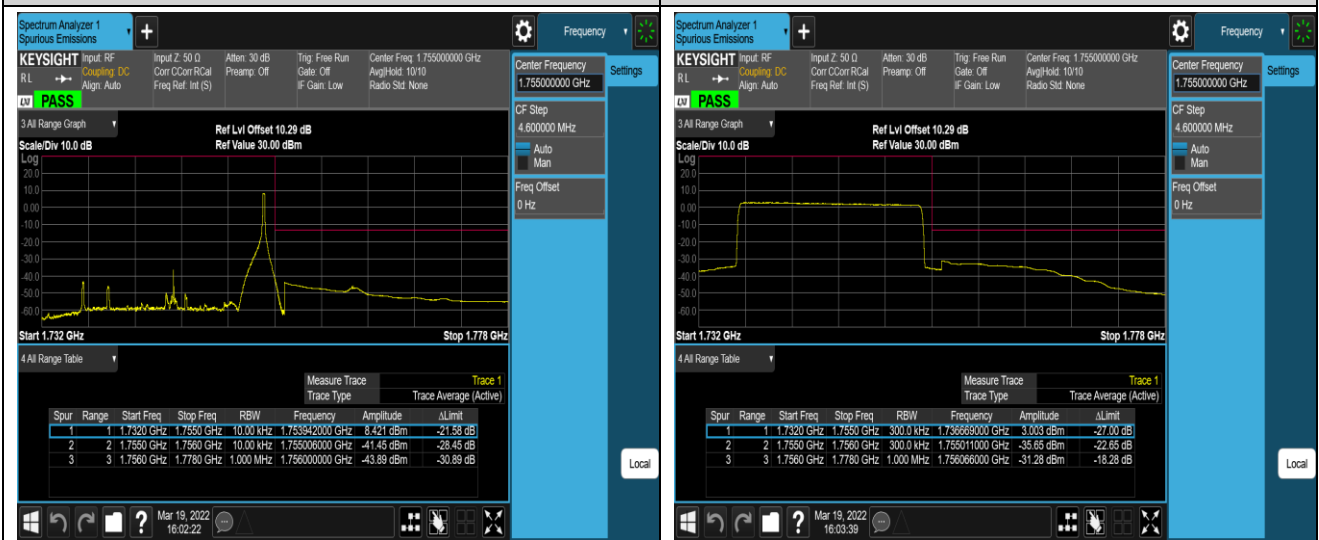 Spectrum Analyzer 1
Spurious Emissions
+
Frequency
KEYSIGHT Input: RF Input Z: 50 Ω Atten: 30 dB Trig: Free Run Center Freq: 1.755000000 GHz
RL Coupling: DC Corr CCorr RCal Preamp: Off Gate: Off Avg|Hold: 10/10
Align: Auto Freq Ref: Int (S) IF Gain: Low Radio Std: None
LXI PASS
Center Frequency
1.755000000 GHz
Settings
CF Step
4.600000 MHz
Auto
Man
Freq Offset
0 Hz
3 All Range Graph
Ref Lvl Offset 10.29 dB
Scale/Div 10.0 dB Ref Value 30.00 dBm
Log
20.0
10.0
0.00
-10.0
-20.0
-30.0
-40.0
-50.0
-60.0
Start 1.732 GHz Stop 1.778 GHz
4 All Range Table
Measure Trace Trace 1
Trace Type Trace Average (Active)
Spur Range Start Freq Stop Freq RBW Frequency Amplitude ΔLimit
1 1 1.7320 GHz 1.7550 GHz 10.00 kHz 1.753942000 GHz 8.421 dBm -21.58 dB
2 2 1.7550 GHz 1.7560 GHz 10.00 kHz 1.755006000 GHz -41.45 dBm -28.45 dB
3 3 1.7560 GHz 1.7780 GHz 1.000 MHz 1.756000000 GHz -43.89 dBm -30.89 dB
Local
? Mar 19, 2022
16:02:22
Spectrum Analyzer 1
Spurious Emissions
+
Frequency
KEYSIGHT Input: RF Input Z: 50 Ω Atten: 30 dB Trig: Free Run Center Freq: 1.755000000 GHz
RL Coupling: DC Corr CCorr RCal Preamp: Off Gate: Off Avg|Hold: 10/10
Align: Auto Freq Ref: Int (S) IF Gain: Low Radio Std: None
LXI PASS
Center Frequency
1.755000000 GHz
Settings
CF Step
4.600000 MHz
Auto
Man
Freq Offset
0 Hz
3 All Range Graph
Ref Lvl Offset 10.29 dB
Scale/Div 10.0 dB Ref Value 30.00 dBm
Log
20.0
10.0
0.00
-10.0
-20.0
-30.0
-40.0
-50.0
-60.0
Start 1.732 GHz Stop 1.778 GHz
4 All Range Table
Measure Trace Trace 1
Trace Type Trace Average (Active)
Spur Range Start Freq Stop Freq RBW Frequency Amplitude ΔLimit
1 1 1.7320 GHz 1.7550 GHz 300.0 kHz 1.736669000 GHz 3.003 dBm -27.00 dB
2 2 1.7550 GHz 1.7560 GHz 300.0 kHz 1.755011000 GHz -35.65 dBm -22.65 dB
3 3 1.7560 GHz 1.7780 GHz 1.000 MHz 1.756066000 GHz -31.28 dBm -18.28 dB
Local
? Mar 19, 2022
16:03:39